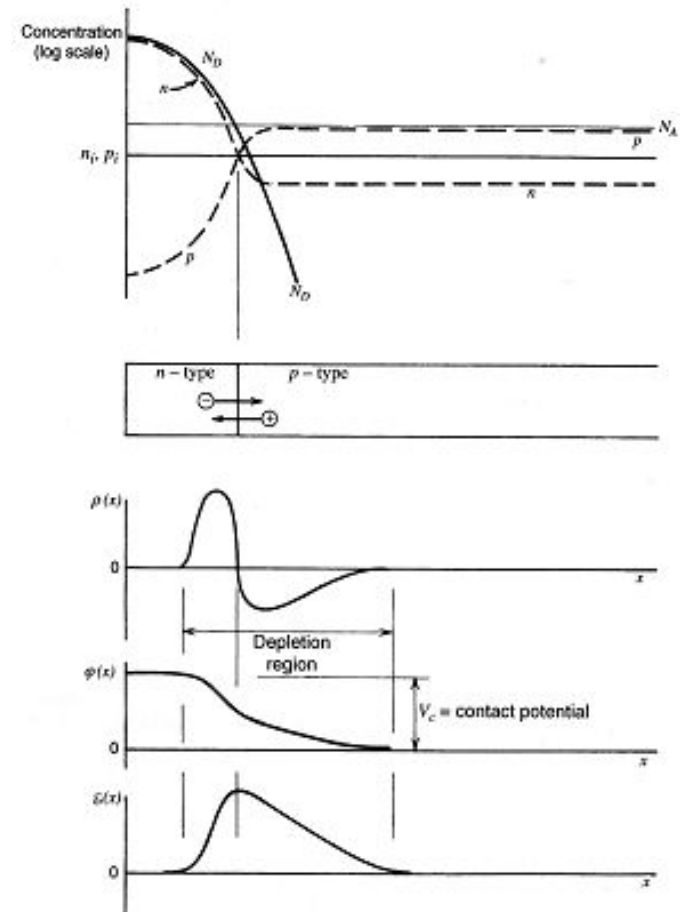 Concentration
(log scale)
N_D
n
N_A
p
n_i, p_i
n
p
N_D
n – type
p – type
−
+
ρ(x)
0
x
Depletion
region
φ(x)
V_c = contact potential
0
x
ℰ(x)
0
x